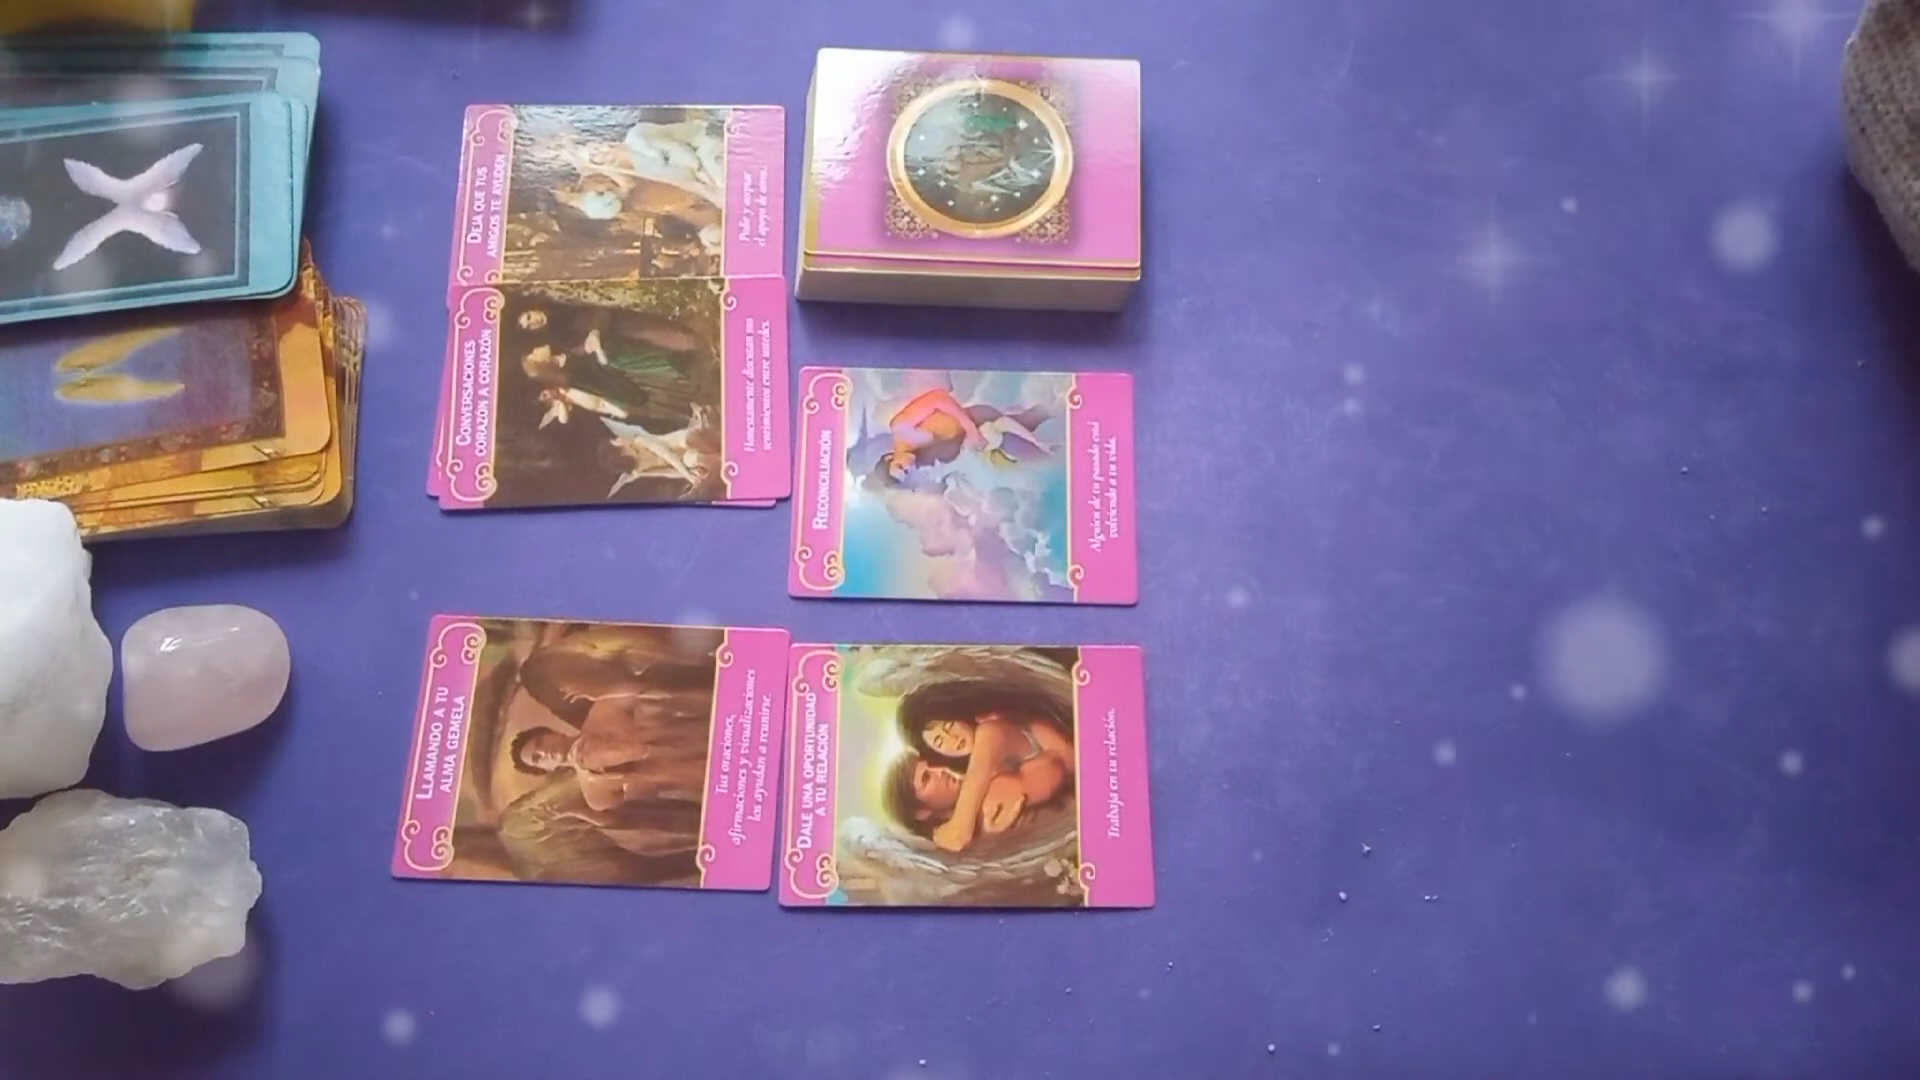 DEJA QUE TUS
AMIGOS TE AYUDEN
Pide y acepta
el apoyo de otros.
CONVERSACIONES
CORAZÓN A CORAZÓN
Honestamente discutan sus
sentimientos entre ustedes.
RECONCILIACIÓN
Alguien de tu pasado está
volviendo a tu vida.
LLAMANDO A TU
ALMA GEMELA
Tus oraciones,
afirmaciones y visualizaciones
los ayudan a reunirse.
DALE UNA OPORTUNIDAD
A TU RELACIÓN
Trabaja en tu relación.